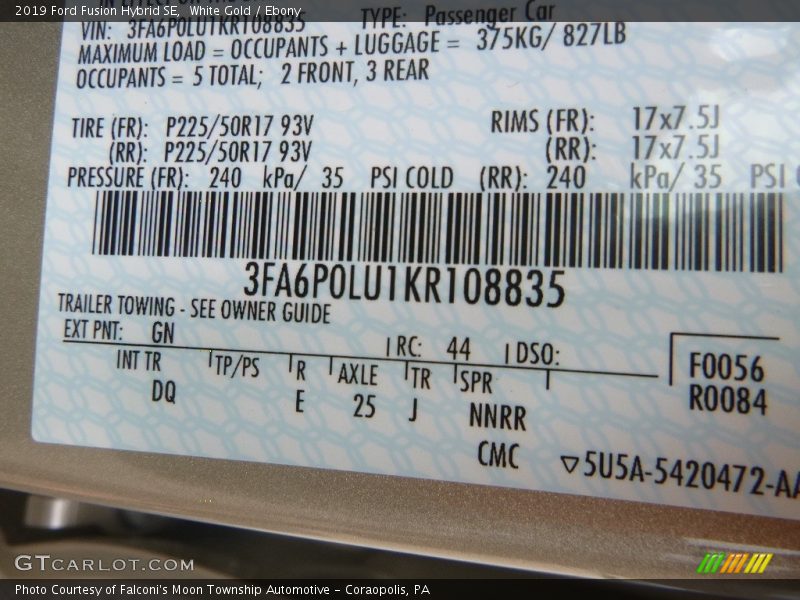 2019 Ford Fusion Hybrid SE, White Gold / Ebony
VIN: 3FA6P0LU1KR108835 TYPE: Passenger Car
MAXIMUM LOAD = OCCUPANTS + LUGGAGE = 375KG/ 827LB
OCCUPANTS = 5 TOTAL; 2 FRONT, 3 REAR
TIRE (FR): P225/50R17 93V RIMS (FR): 17x7.5J
(RR): P225/50R17 93V (RR): 17x7.5J
PRESSURE (FR): 240 kPa/ 35 PSI COLD (RR): 240 kPa/ 35 PSI
3FA6P0LU1KR108835
TRAILER TOWING - SEE OWNER GUIDE
EXT PNT: GN RC: 44 DSO: F0056
INT TR TP/PS R AXLE TR SPR R0084
DQ E 25 J NNRR
CMC ▽5U5A-5420472-AA
GTCARLOT.COM
Photo Courtesy of Falconi's Moon Township Automotive - Coraopolis, PA